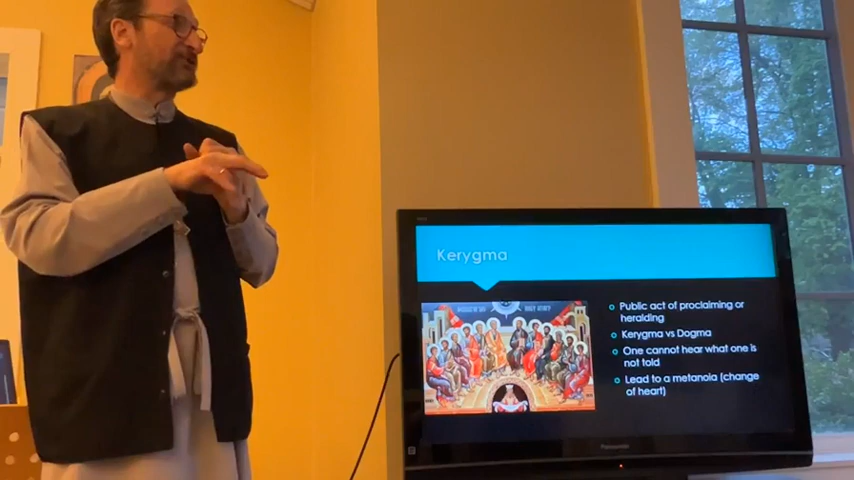 Kerygma
Public act of proclaiming or
heralding
Kerygma vs Dogma
One cannot hear what one is
not told
Lead to a metanoia (change
of heart)
Panasonic